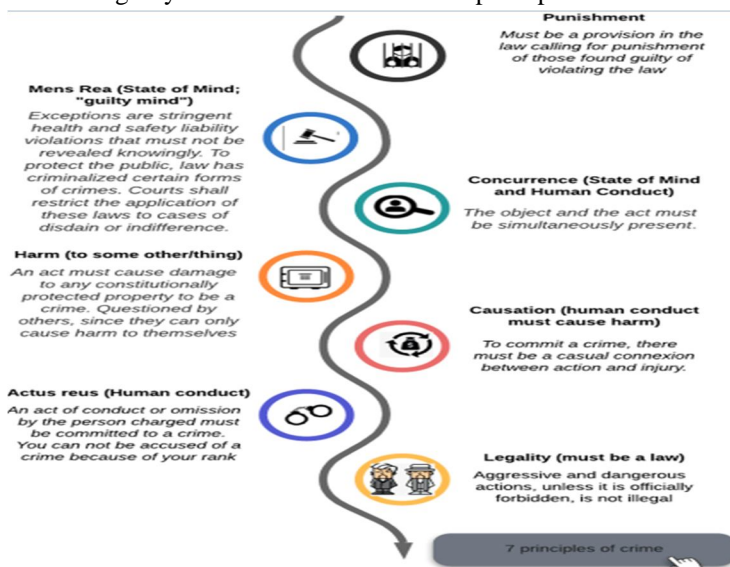 Punishment
Must be a provision in the
law calling for punishment
of those found guilty of
violating the law
Mens Rea (State of Mind;
"guilty mind")
Exceptions are stringent
health and safety liability
violations that must not be
revealed knowingly. To
protect the public, law has
criminalized certain forms
of crimes. Courts shall
restrict the application of
these laws to cases of
disdain or indifference.
Concurrence (State of Mind
and Human Conduct)
The object and the act must
be simultaneously present.
Harm (to some other/thing)
An act must cause damage
to any constitutionally
protected property to be a
crime. Questioned by
others, since they can only
cause harm to themselves
Causation (human conduct
must cause harm)
To commit a crime, there
must be a casual connexion
between action and injury.
Actus reus (Human conduct)
An act of conduct or omission
by the person charged must
be committed to a crime.
You can not be accused of a
crime because of your rank
Legality (must be a law)
Aggressive and dangerous
actions, unless it is officially
forbidden, is not illegal
7 principles of crime